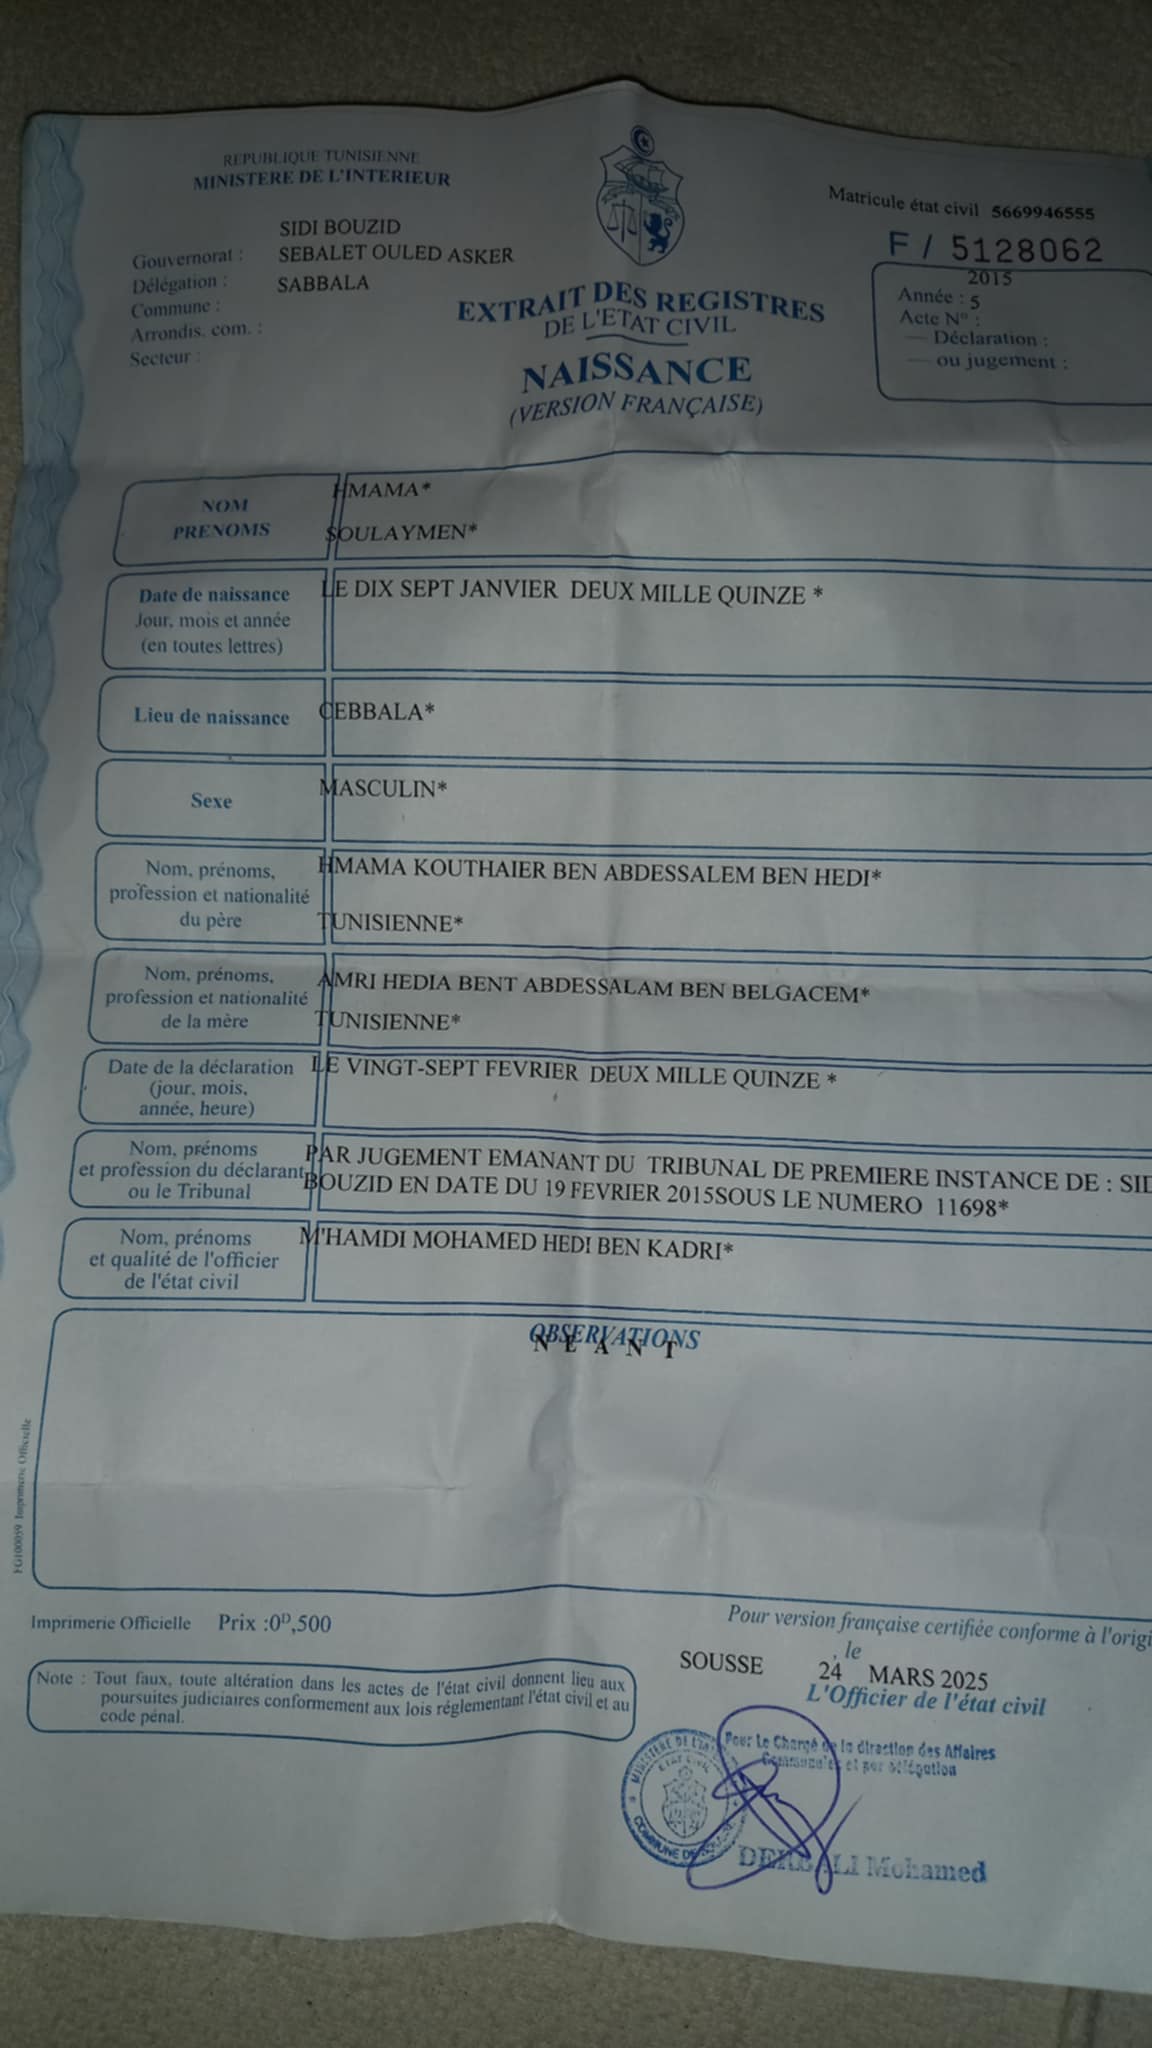 REPUBLIQUE TUNISIENNE
MINISTERE DE L'INTERIEUR
Matricule état civil 5669946555
F / 5128062
SIDI BOUZID
Gouvernorat : SEBALET OULED ASKER
Délégation : SABBALA
Commune :
Arrondis. com. :
Secteur :
2015
Année : 5
Acte N° :
— Déclaration :
— ou jugement :
EXTRAIT DES REGISTRES
DE L'ETAT CIVIL
NAISSANCE
(VERSION FRANÇAISE)
NOM HMAMA*
PRENOMS SOULAYMEN*
Date de naissance LE DIX SEPT JANVIER DEUX MILLE QUINZE *
Jour, mois et année
(en toutes lettres)
Lieu de naissance CEBBALA*
Sexe MASCULIN*
Nom, prénoms, HMAMA KOUTHAIER BEN ABDESSALEM BEN HEDI*
profession et nationalité
du père TUNISIENNE*
Nom, prénoms, AMRI HEDIA BENT ABDESSALAM BEN BELGACEM*
profession et nationalité
de la mère TUNISIENNE*
Date de la déclaration LE VINGT-SEPT FEVRIER DEUX MILLE QUINZE *
(jour, mois,
année, heure)
Nom, prénoms PAR JUGEMENT EMANANT DU TRIBUNAL DE PREMIERE INSTANCE DE : SID
et profession du déclarant BOUZID EN DATE DU 19 FEVRIER 2015SOUS LE NUMERO 11698*
ou le Tribunal
Nom, prénoms M'HAMDI MOHAMED HEDI BEN KADRI*
et qualité de l'officier
de l'état civil
OBSERVATIONS
N E A N T
FG100059 Imprimerie Officielle
Imprimerie Officielle Prix :0ᴰ,500
Pour version française certifiée conforme à l'origi
, le
SOUSSE 24 MARS 2025
L'Officier de l'état civil
Note : Tout faux, toute altération dans les actes de l'état civil donnent lieu aux
poursuites judiciaires conformement aux lois réglementant l'état civil et au
code pénal.
Pour Le Chargé de la direction des Affaires
Communales et par délégation
ETAT CIVIL
COMMUNE DE
DERBALI Mohamed